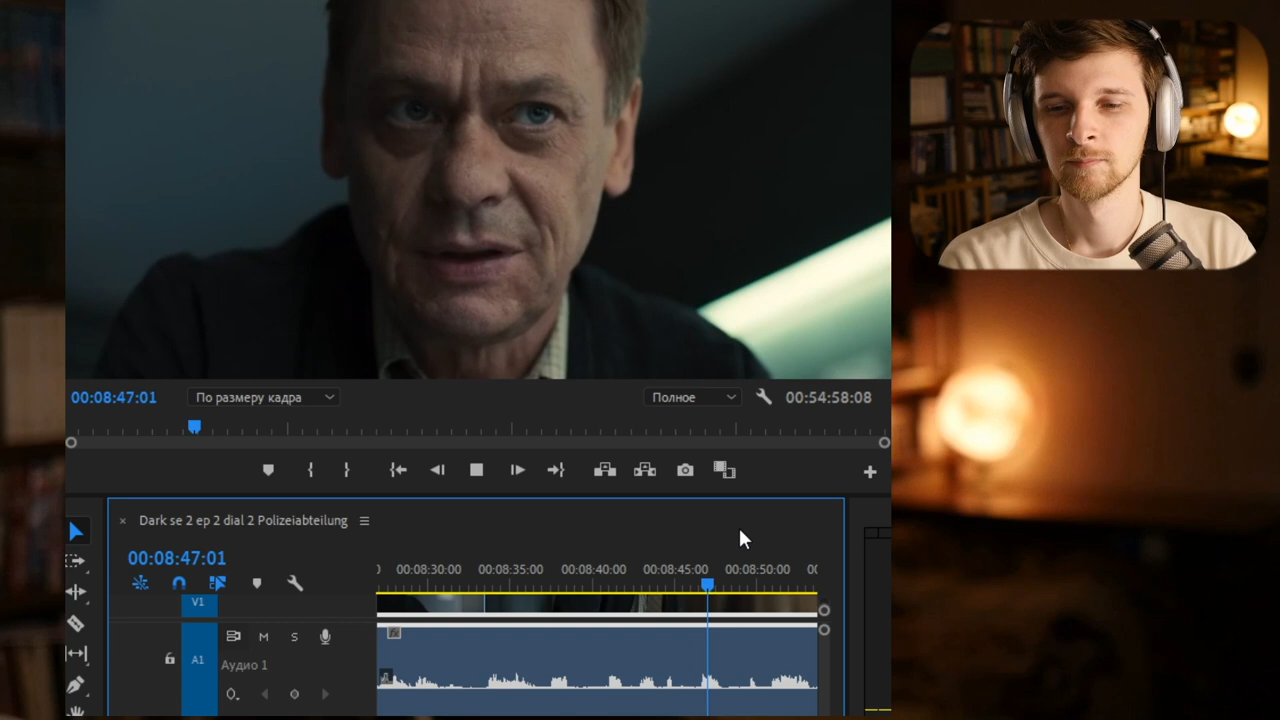 00:08:47:01 По размеру кадра Полное 00:54:58:08
× Dark se 2 ep 2 dial 2 Polizeiabteilung
00:08:47:01
00:08:30:00 00:08:35:00 00:08:40:00 00:08:45:00 00:08:50:00
V1
M S
A1 Аудио 1